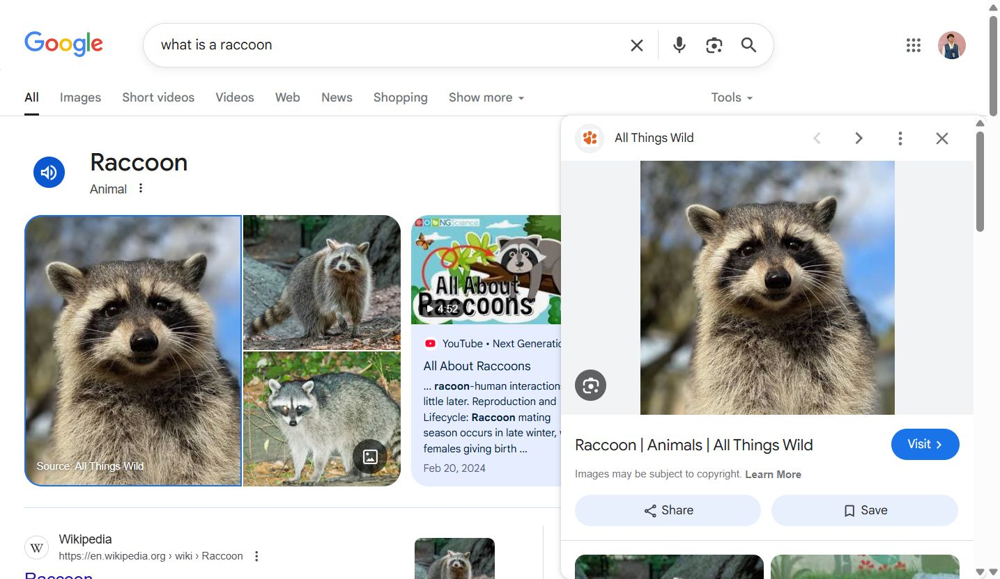 Google
what is a raccoon
All
Images
Short videos
Videos
Web
News
Shopping
Show more
Tools
Raccoon
Animal
Source: All Things Wild
NGScience
All About
Raccoons
4:52
YouTube • Next Generatio
All About Raccoons
... racoon-human interaction
little later. Reproduction and
Lifecycle: Raccoon mating
season occurs in late winter,
females giving birth ...
Feb 20, 2024
W
Wikipedia
https://en.wikipedia.org › wiki › Raccoon
Raccoon
All Things Wild
Raccoon | Animals | All Things Wild
Visit
Images may be subject to copyright. Learn More
Share
Save